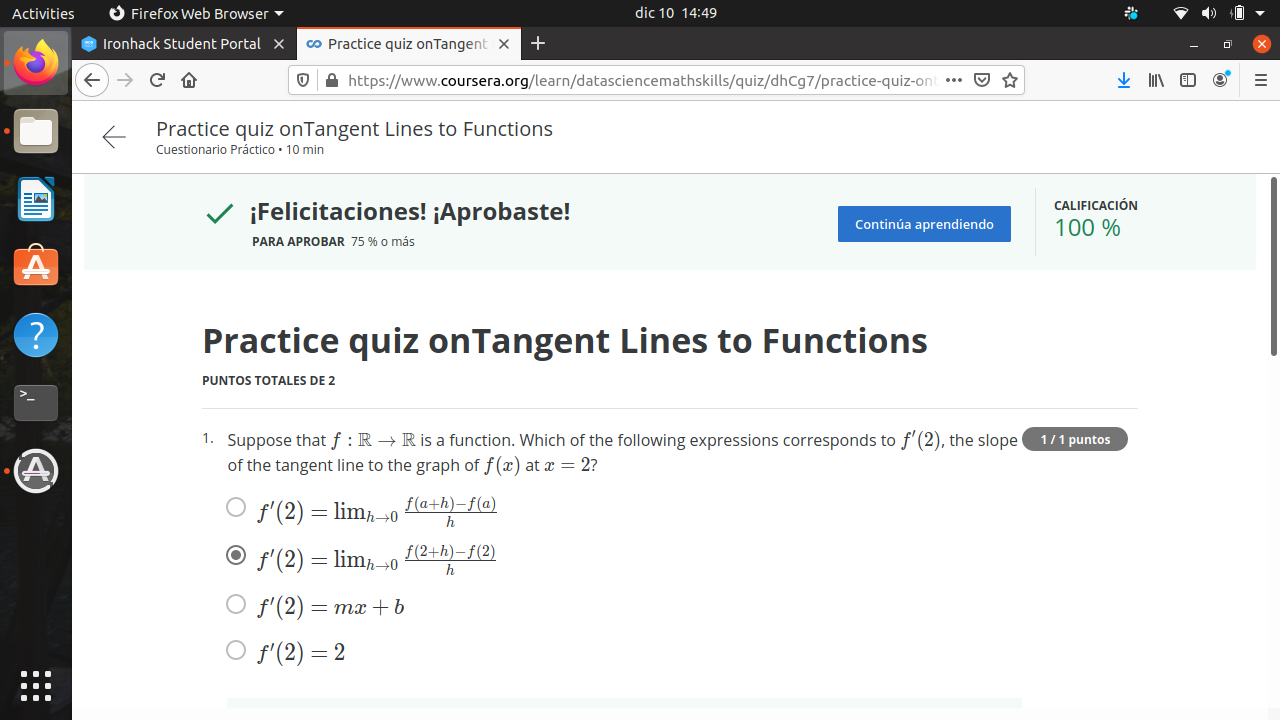 Activities Firefox Web Browser dic 10 14:49
Ironhack Student Portal Practice quiz onTangent
https://www.coursera.org/learn/datasciencemathskills/quiz/dhCg7/practice-quiz-ont
Practice quiz onTangent Lines to Functions
Cuestionario Práctico • 10 min
¡Felicitaciones! ¡Aprobaste!
PARA APROBAR 75 % o más
Continúa aprendiendo
CALIFICACIÓN
100 %
Practice quiz onTangent Lines to Functions
PUNTOS TOTALES DE 2
1. Suppose that f : ℝ → ℝ is a function. Which of the following expressions corresponds to f′(2), the slope 1 / 1 puntos
of the tangent line to the graph of f(x) at x = 2?
f′(2) = lim_{h→0} \frac{f(a+h)−f(a)}{h}
f′(2) = lim_{h→0} \frac{f(2+h)−f(2)}{h}
f′(2) = mx + b
f′(2) = 2